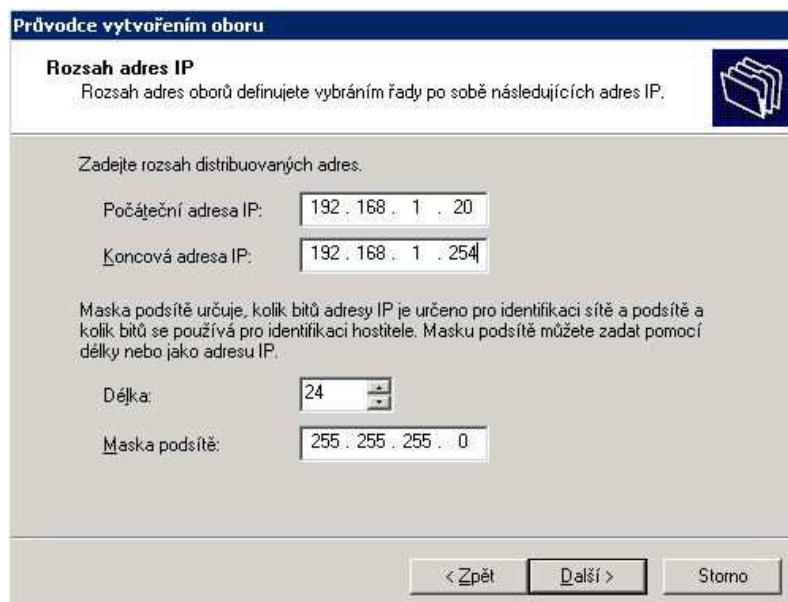 Průvodce vytvořením oboru
Rozsah adres IP
Rozsah adres oborů definujete vybráním řady po sobě následujících adres IP.
Zadejte rozsah distribuovaných adres.
Počáteční adresa IP: 192 . 168 . 1 . 20
Koncová adresa IP: 192 . 168 . 1 . 254
Maska podsítě určuje, kolik bitů adresy IP je určeno pro identifikaci sítě a podsítě a
kolik bitů se používá pro identifikaci hostitele. Masku podsítě můžete zadat pomocí
délky nebo jako adresu IP.
Délka: 24
Maska podsítě: 255 . 255 . 255 . 0
< Zpět Další > Storno